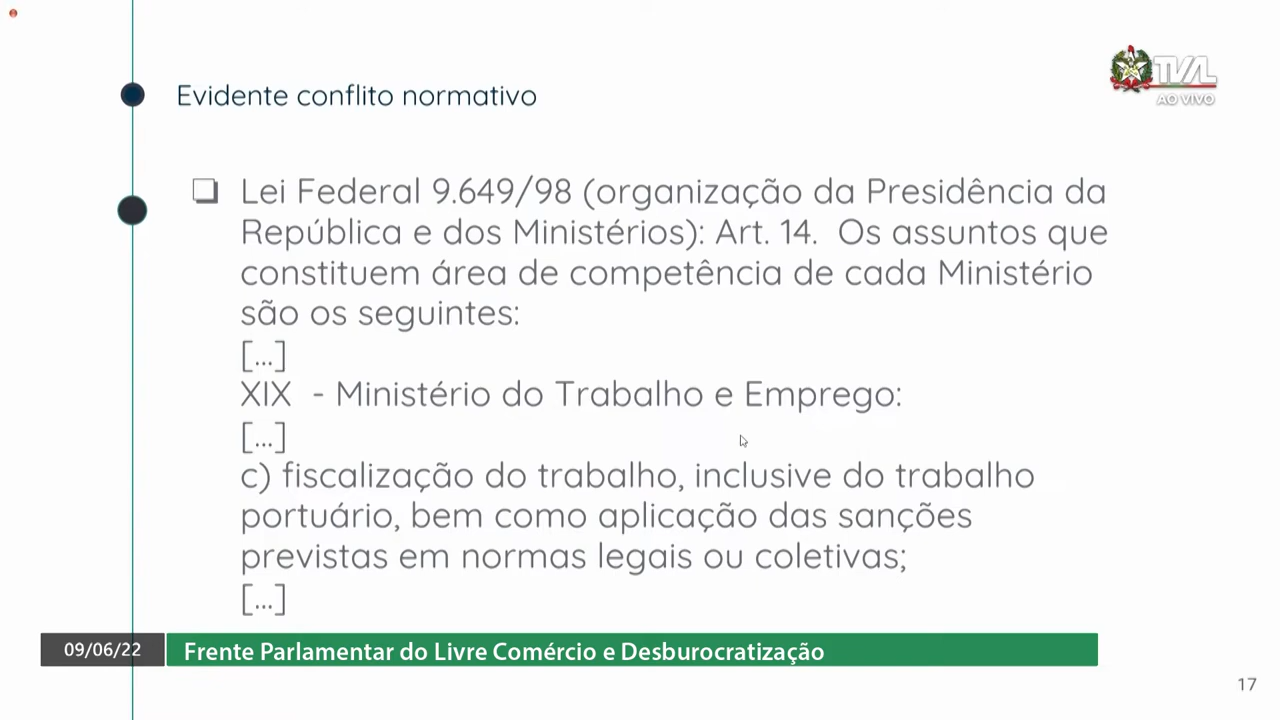 TVAL
AO VIVO
Evidente conflito normativo
Lei Federal 9.649/98 (organização da Presidência da
República e dos Ministérios): Art. 14. Os assuntos que
constituem área de competência de cada Ministério
são os seguintes:
[...]
XIX - Ministério do Trabalho e Emprego:
[...]
c) fiscalização do trabalho, inclusive do trabalho
portuário, bem como aplicação das sanções
previstas em normas legais ou coletivas;
[...]
09/06/22 Frente Parlamentar do Livre Comércio e Desburocratização
17